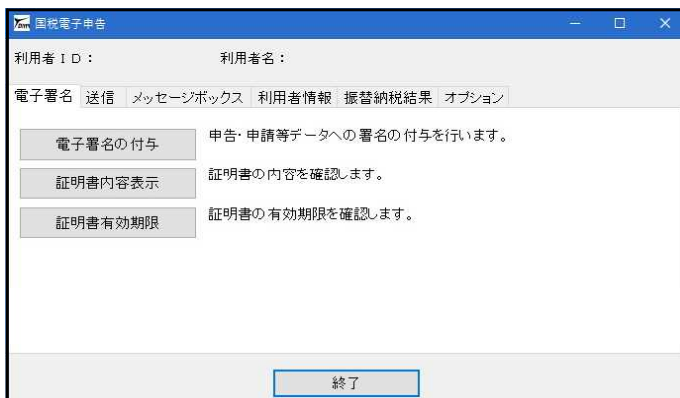 国税電子申告
利用者ＩＤ： 利用者名：
電子署名 送信 メッセージボックス 利用者情報 振替納税結果 オプション
電子署名の付与 申告・申請等データへの署名の付与を行います。
証明書内容表示 証明書の内容を確認します。
証明書有効期限 証明書の有効期限を確認します。
終了